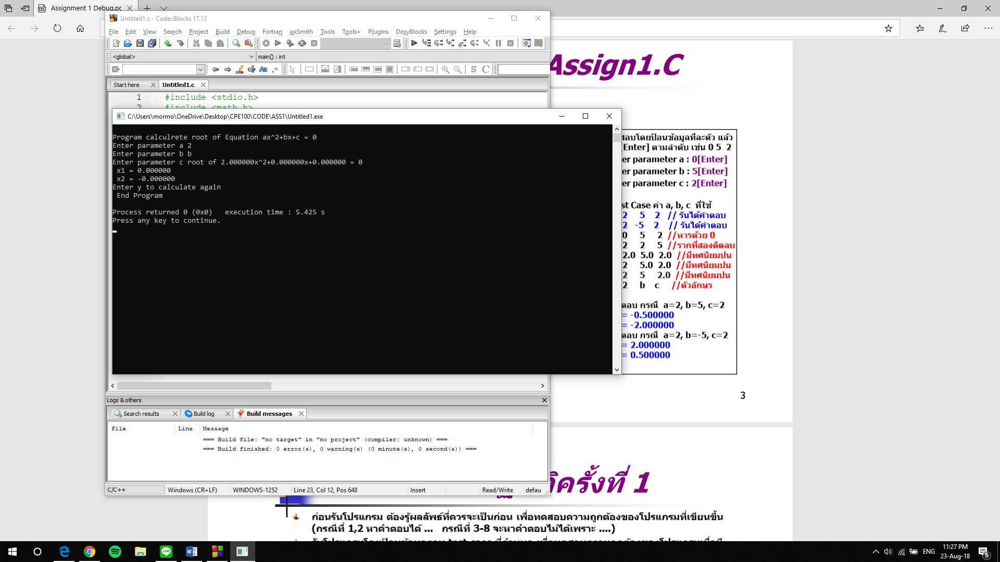 Assignment 1 Debug.pc
Untitled1.c - Code::Blocks 17.12
File Edit View Search Project Build Debug Fortran wxSmith Tools Tools+ Plugins DoxyBlocks Settings Help
<global>
main() : int
Start here
Untitled1.c
1 #include <stdio.h>
2 #include <math.h>
C:\Users\mormo\OneDrive\Desktop\CPE100\CODE\ASS1\Untitled1.exe
Program calculrete root of Equation ax^2+bx+c = 0
Enter parameter a 2
Enter parameter b b
Enter parameter c root of 2.000000x^2+0.000000x+0.000000 = 0
x1 = 0.000000
x2 = -0.000000
Enter y to calculate again
End Program
Process returned 0 (0x0) execution time : 5.425 s
Press any key to continue.
Assign1.C
สอบโดยป้อนข้อมูลทีละตัว แล้ว
[Enter] ตามลำดับ เช่น 0 5 2
er parameter a : 0[Enter]
er parameter b : 5[Enter]
er parameter c : 2[Enter]
st Case ค่า a, b, c ที่ใช้
2 5 2 // รันได้คำตอบ
2 -5 2 // รันได้คำตอบ
0 5 2 //หารด้วย 0
2 2 5 //รากที่สองติดลบ
2.0 5.0 2.0 //มีทศนิยมปน
2 5.0 2.0 //มีทศนิยมปน
2 5 2.0 //มีทศนิยมปน
2 b c //ตัวอักษร
ตอบ กรณี a=2, b=5, c=2
= -0.500000
= -2.000000
ตอบ กรณี a=2, b=-5, c=2
= 2.000000
= 0.500000
3
Logs & others
Search results
Build log
Build messages
File Line Message
=== Build file: "no target" in "no project" (compiler: unknown) ===
=== Build finished: 0 error(s), 0 warning(s) (0 minute(s), 0 second(s)) ===
C/C++ Windows (CR+LF) WINDOWS-1252 Line 23, Col 12, Pos 648 Insert Read/Write defau
ครั้งที่ 1
ก่อนรันโปรแกรม ต้องรู้ผลลัพธ์ที่ควรจะเป็นก่อน เพื่อทดสอบความถูกต้องของโปรแกรมที่เขียนขึ้น
(กรณีที่ 1,2 หาคำตอบได้ ... กรณีที่ 3-8 จะหาคำตอบไม่ได้เพราะ ....)
ENG
11:27 PM
23-Aug-18
6